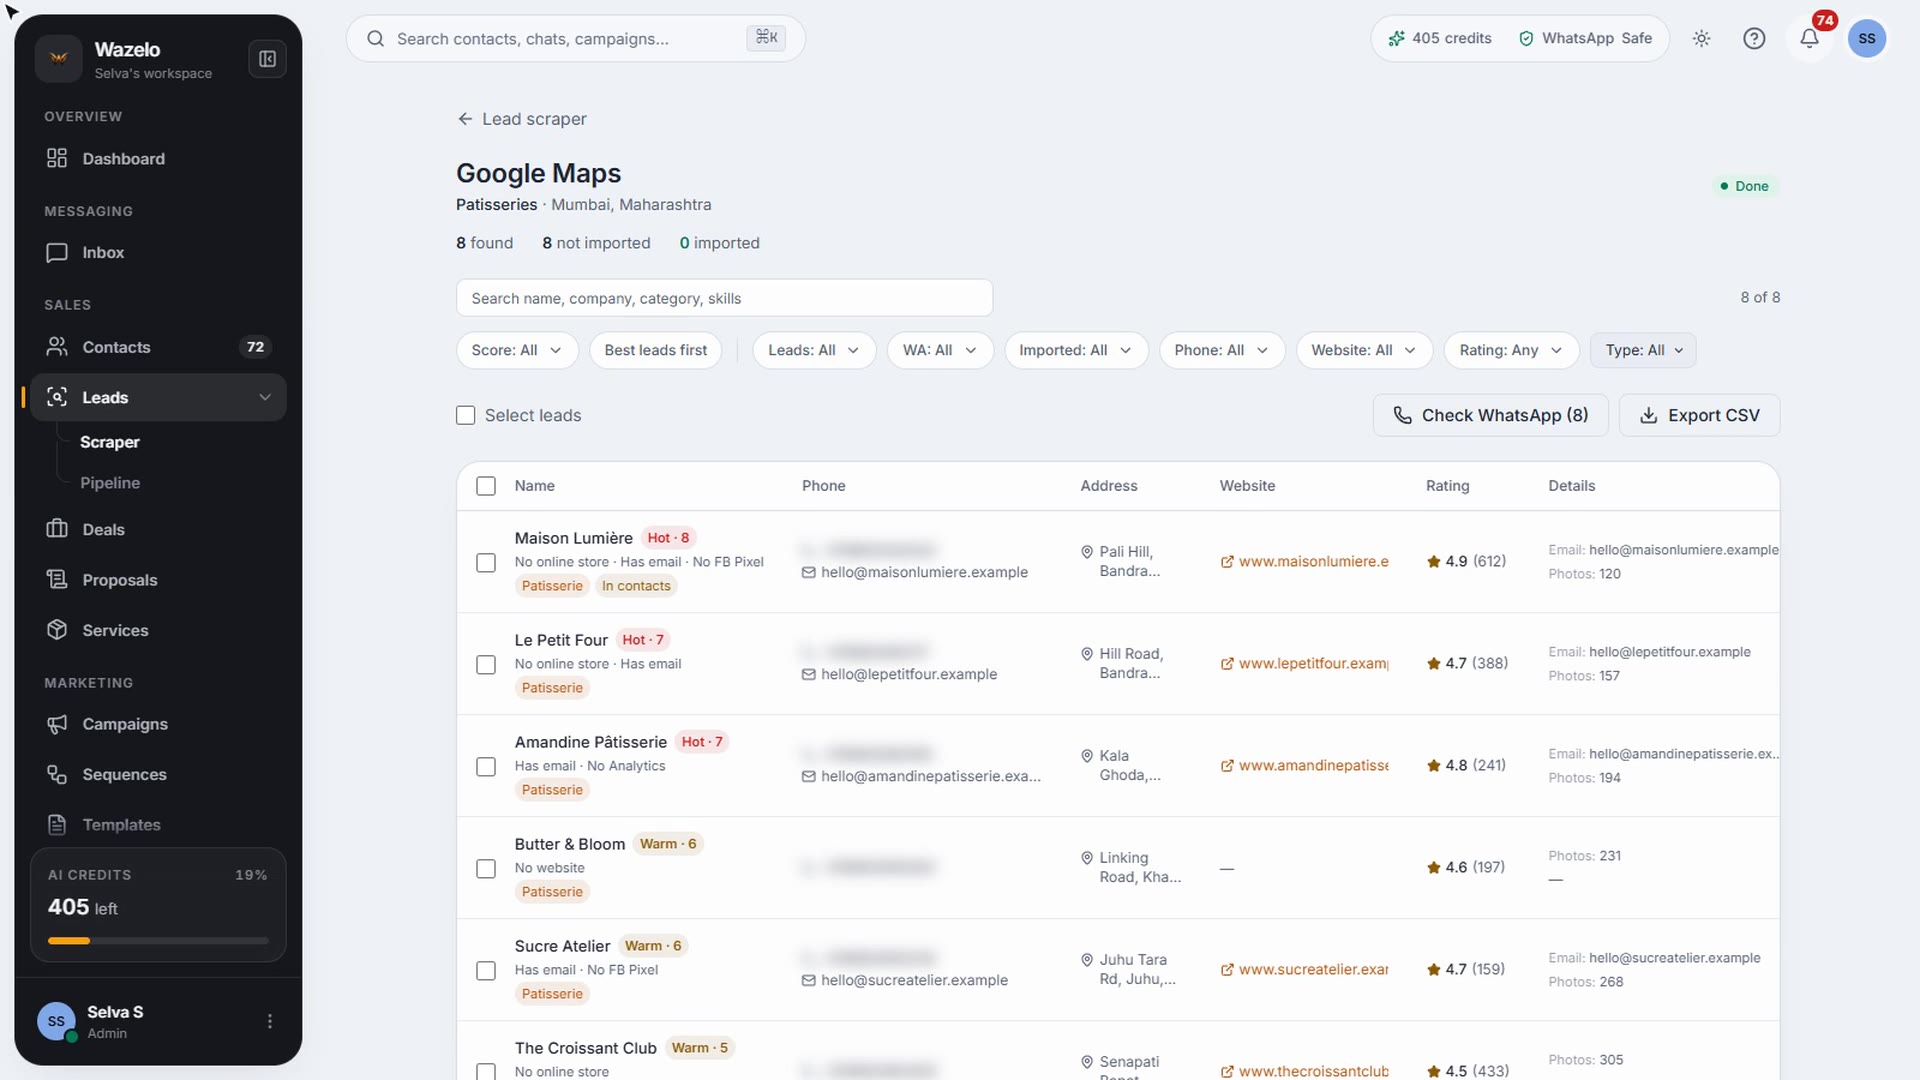 Wazelo
Selva's workspace
OVERVIEW
Dashboard
MESSAGING
Inbox
SALES
Contacts 72
Leads
Scraper
Pipeline
Deals
Proposals
Services
MARKETING
Campaigns
Sequences
Templates
AI CREDITS 19%
405 left
SS Selva S
Admin
Search contacts, chats, campaigns... ⌘K
405 credits WhatsApp Safe 74 SS
Lead scraper
Google Maps
Patisseries · Mumbai, Maharashtra
Done
8 found 8 not imported 0 imported
Search name, company, category, skills
8 of 8
Score: All Best leads first Leads: All WA: All Imported: All Phone: All Website: All Rating: Any Type: All
Select leads
Check WhatsApp (8) Export CSV
Name Phone Address Website Rating Details
Maison Lumière Hot · 8
No online store · Has email · No FB Pixel
Patisserie In contacts
hello@maisonlumiere.example
Pali Hill,
Bandra...
www.maisonlumiere.e
4.9 (612)
Email: hello@maisonlumiere.example
Photos: 120
Le Petit Four Hot · 7
No online store · Has email
Patisserie
hello@lepetitfour.example
Hill Road,
Bandra...
www.lepetitfour.exam
4.7 (388)
Email: hello@lepetitfour.example
Photos: 157
Amandine Pâtisserie Hot · 7
Has email · No Analytics
Patisserie
hello@amandinepatisserie.exa...
Kala
Ghoda,...
www.amandinepatisse
4.8 (241)
Email: hello@amandinepatisserie.ex...
Photos: 194
Butter & Bloom Warm · 6
No website
Patisserie
Linking
Road, Kha...
—
4.6 (197)
Photos: 231
—
Sucre Atelier Warm · 6
Has email · No FB Pixel
Patisserie
hello@sucreatelier.example
Juhu Tara
Rd, Juhu,...
www.sucreatelier.exar
4.7 (159)
Email: hello@sucreatelier.example
Photos: 268
The Croissant Club Warm · 5
No online store
Senapati
www.thecroissantclub
4.5 (433)
Photos: 305